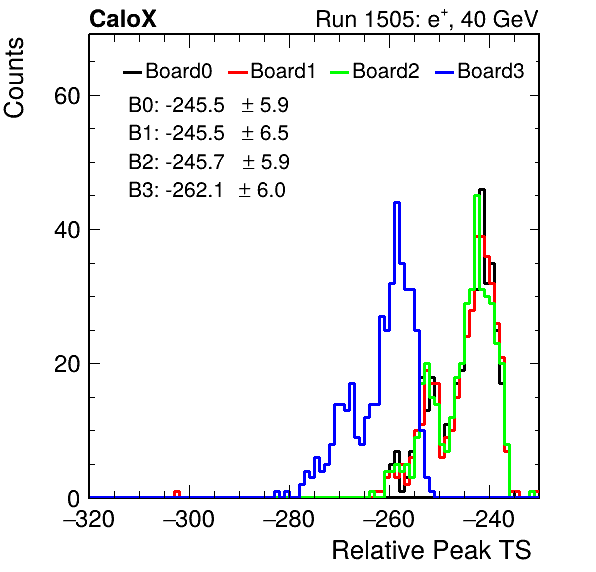 CaloX Run 1505: e⁺, 40 GeV
Counts
Board0 Board1 Board2 Board3
B0: -245.5 ± 5.9
B1: -245.5 ± 6.5
B2: -245.7 ± 5.9
B3: -262.1 ± 6.0
60
40
20
0
−320 −300 −280 −260 −240
Relative Peak TS